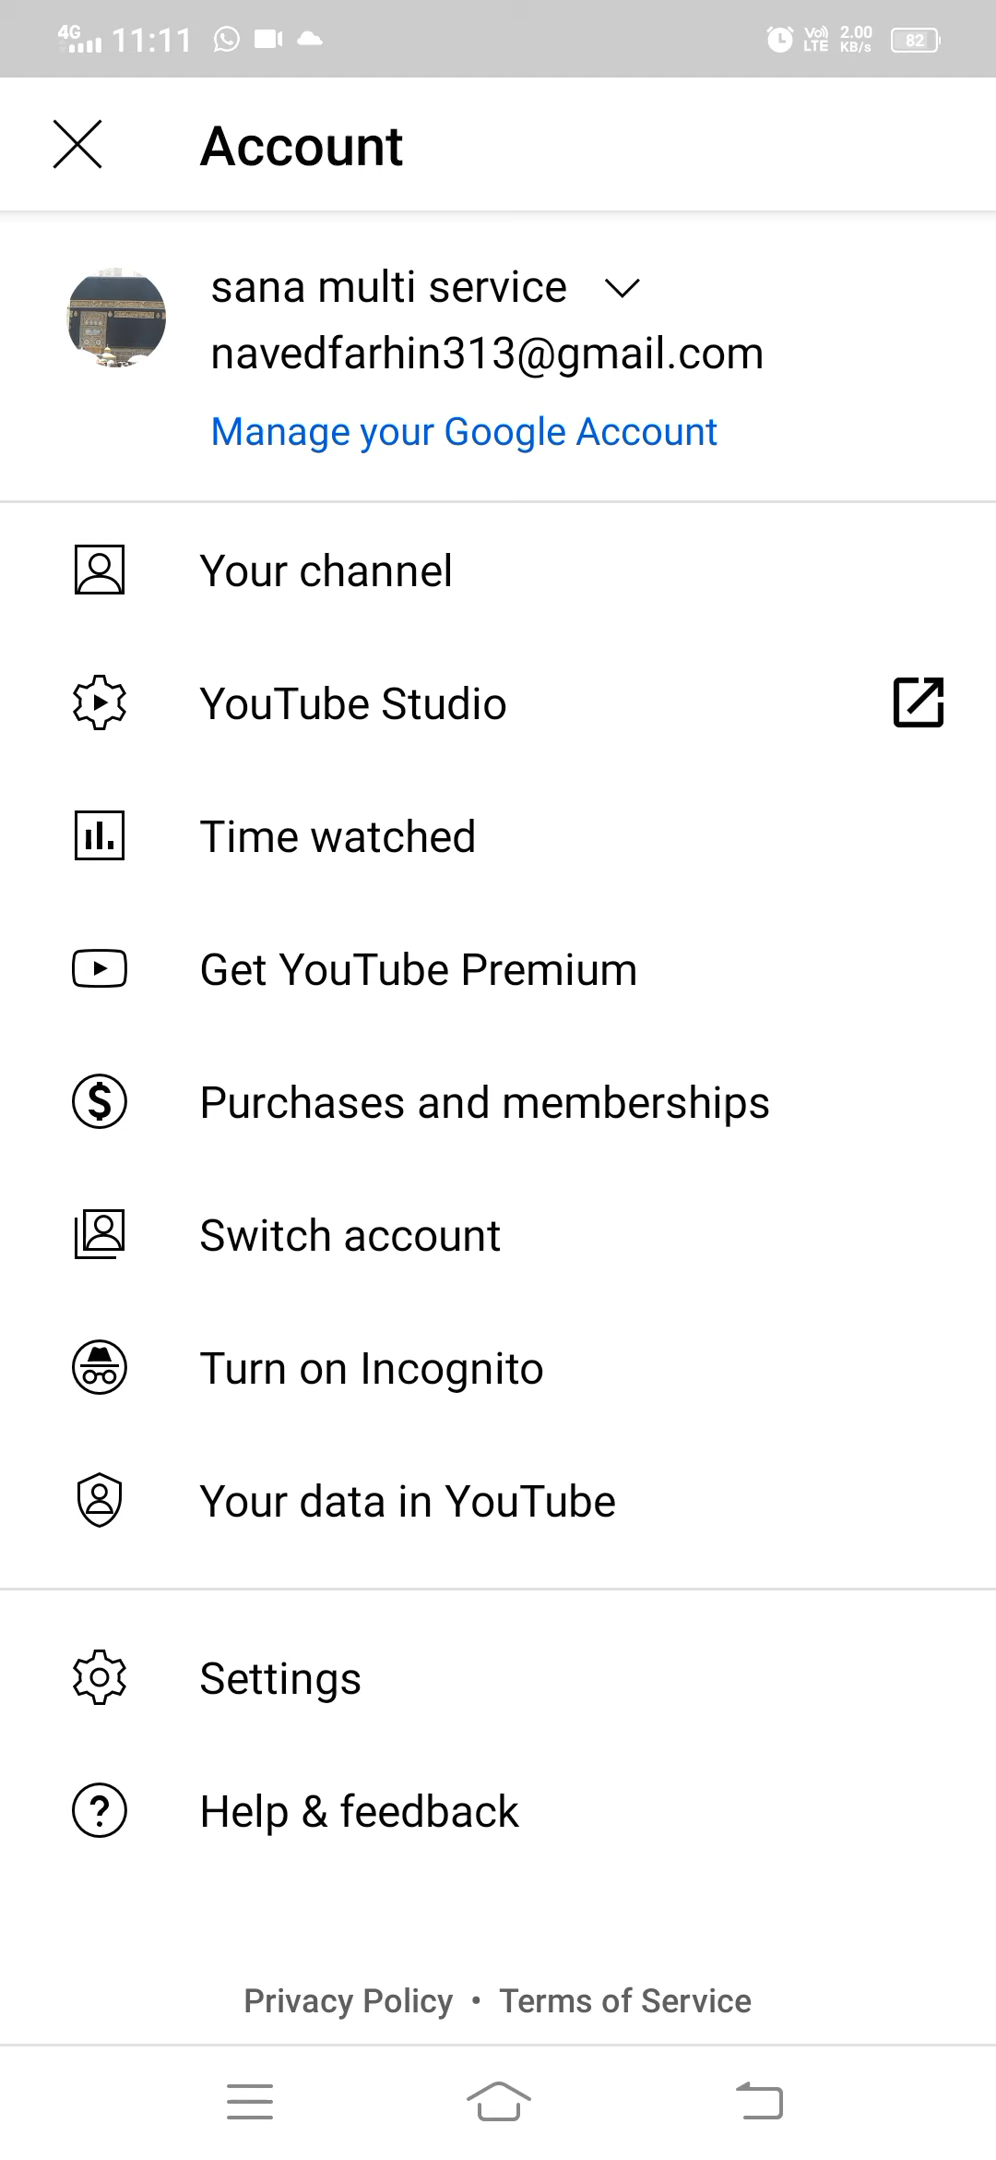 4G 11:11 Vo) LTE 2.00 KB/s 82
Account
sana multi service
navedfarhin313@gmail.com
Manage your Google Account
Your channel
YouTube Studio
Time watched
Get YouTube Premium
Purchases and memberships
Switch account
Turn on Incognito
Your data in YouTube
Settings
Help & feedback
Privacy Policy • Terms of Service